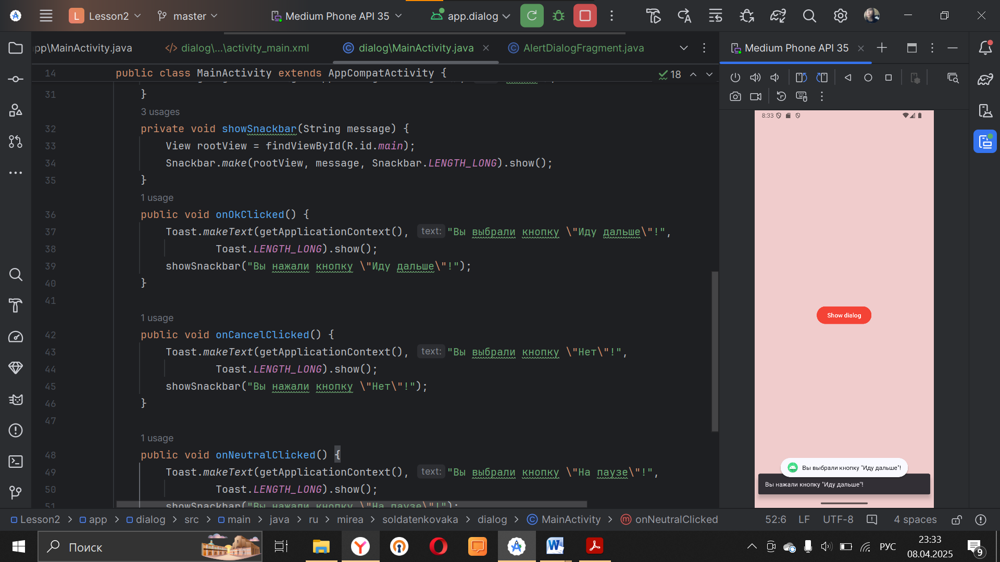 L Lesson2
master
Medium Phone API 35
app.dialog
pp\MainActivity.java
dialog\...\activity_main.xml
dialog\MainActivity.java
AlertDialogFragment.java
Medium Phone API 35
14 public class MainActivity extends AppCompatActivity {
18
31 }
3 usages
32 private void showSnackbar(String message) {
33 View rootView = findViewById(R.id.main);
34 Snackbar.make(rootView, message, Snackbar.LENGTH_LONG).show();
35 }
1 usage
36 public void onOkClicked() {
37 Toast.makeText(getApplicationContext(), text: "Вы выбрали кнопку \"Иду дальше\"!",
38 Toast.LENGTH_LONG).show();
39 showSnackbar("Вы нажали кнопку \"Иду дальше\"!");
40 }
41
1 usage
42 public void onCancelClicked() {
43 Toast.makeText(getApplicationContext(), text: "Вы выбрали кнопку \"Нет\"!",
44 Toast.LENGTH_LONG).show();
45 showSnackbar("Вы нажали кнопку \"Нет\"!");
46 }
47
1 usage
48 public void onNeutralClicked() {
49 Toast.makeText(getApplicationContext(), text: "Вы выбрали кнопку \"На паузе\"!",
50 Toast.LENGTH_LONG).show();
51 showSnackbar("Вы нажали кнопку \"На паузе\"!");
8:33
Show dialog
Вы выбрали кнопку "Иду дальше"!
Вы нажали кнопку "Иду дальше"!
Lesson2 > app > dialog > src > main > java > ru > mirea > soldatenkovaka > dialog > MainActivity > onNeutralClicked
52:6 LF UTF-8 4 spaces
Поиск
РУС
23:33
08.04.2025
9